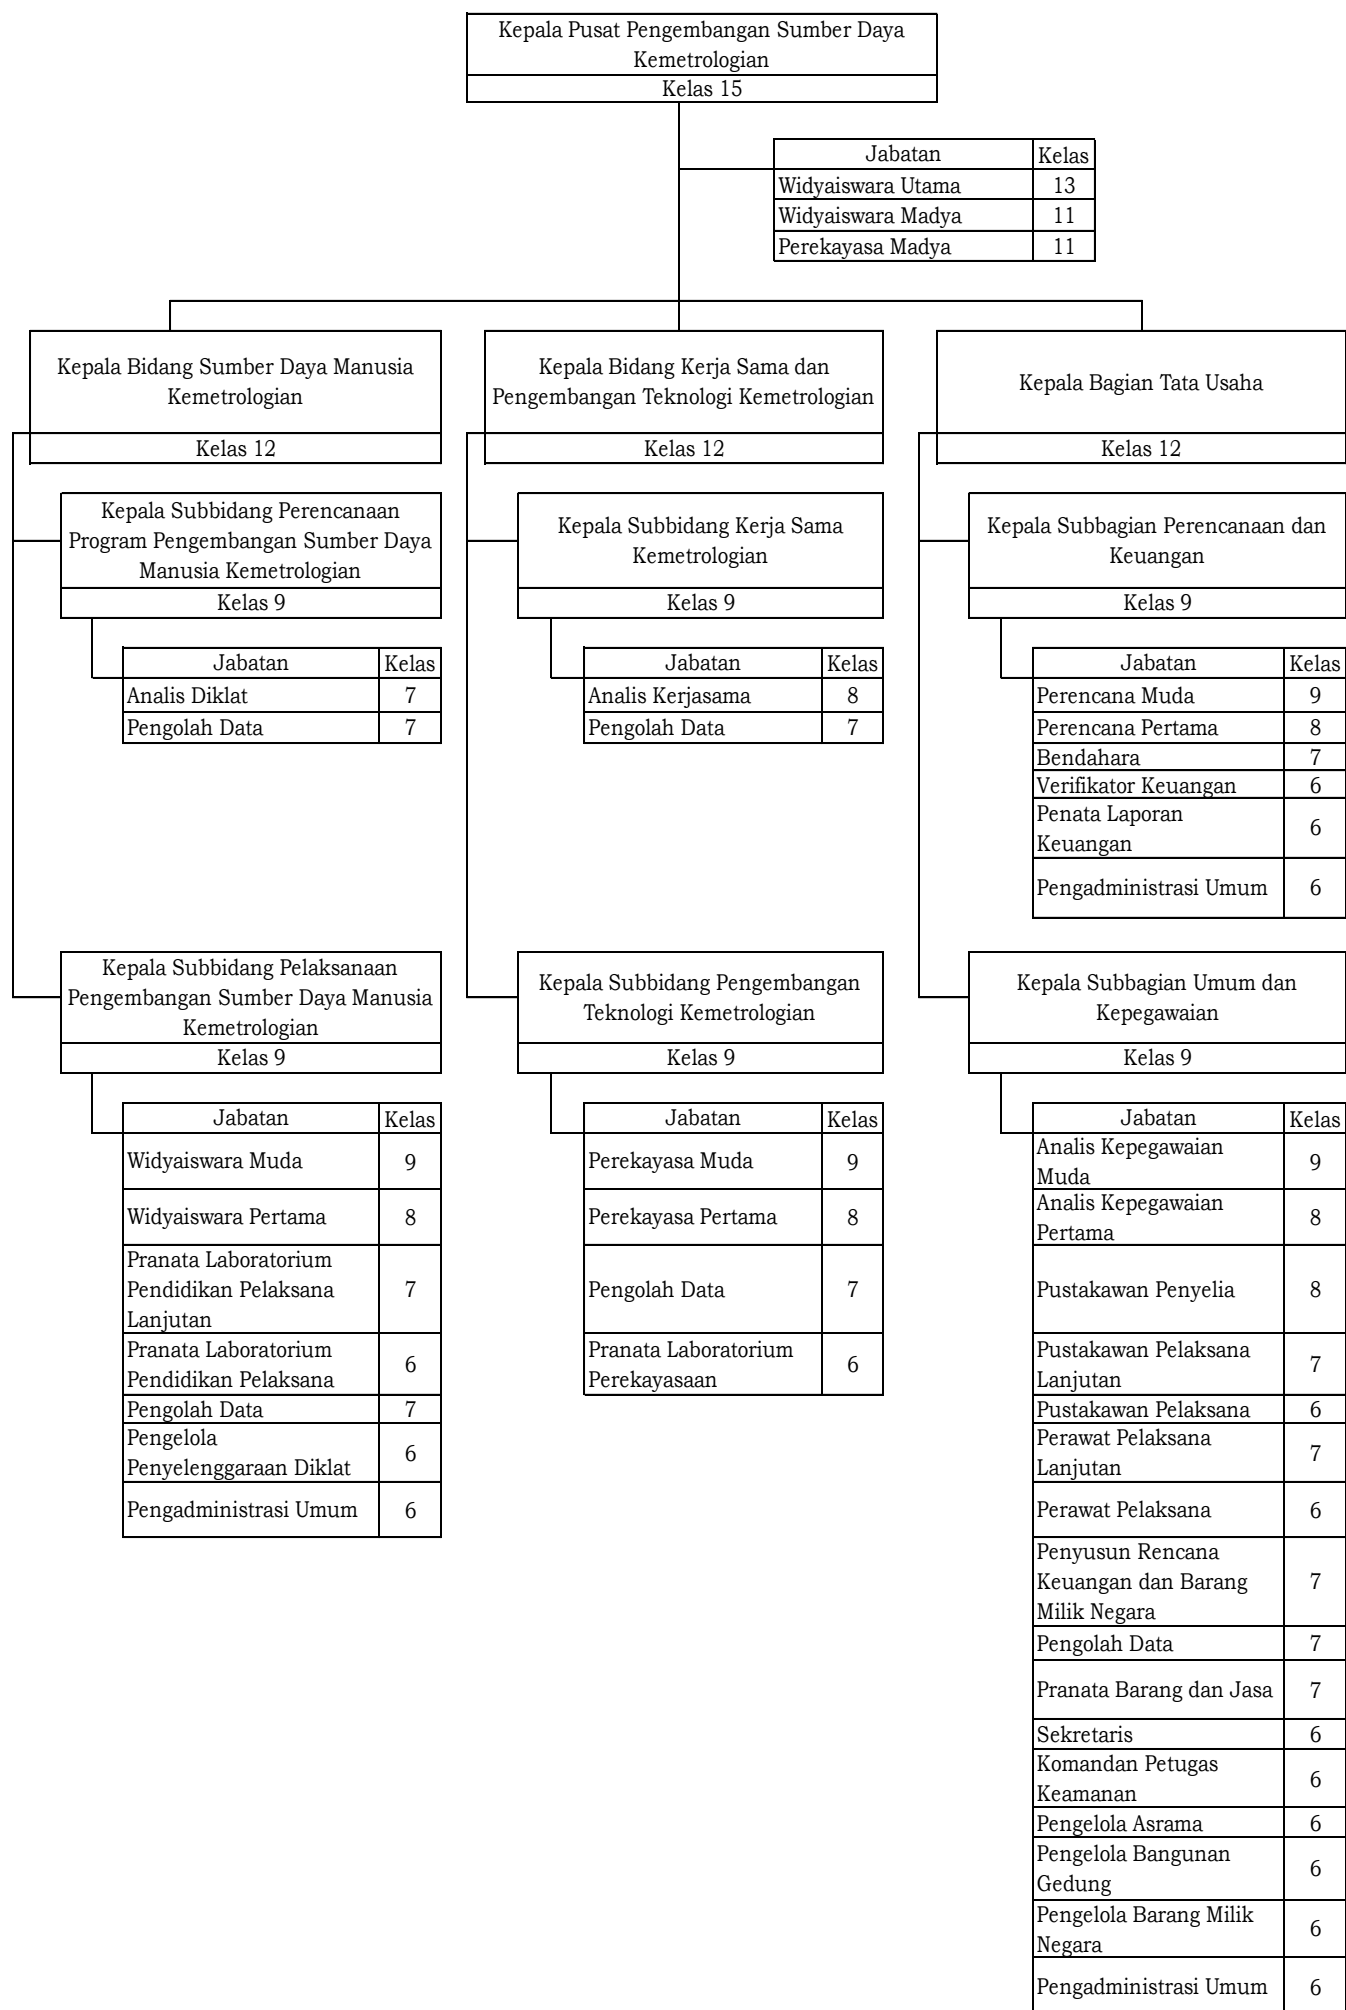 Kepala Pusat Pengembangan Sumber Daya
Kemetrologian
Kelas 15
Jabatan Kelas
Widyaiswara Utama 13
Widyaiswara Madya 11
Perekayasa Madya 11
Kepala Bidang Sumber Daya Manusia
Kemetrologian
Kelas 12
Kepala Subbidang Perencanaan
Program Pengembangan Sumber Daya
Manusia Kemetrologian
Kelas 9
Jabatan Kelas
Analis Diklat 7
Pengolah Data 7
Kepala Subbidang Pelaksanaan
Pengembangan Sumber Daya Manusia
Kemetrologian
Kelas 9
Jabatan Kelas
Widyaiswara Muda 9
Widyaiswara Pertama 8
Pranata Laboratorium
Pendidikan Pelaksana 7
Lanjutan
Pranata Laboratorium
Pendidikan Pelaksana 6
Pengolah Data 7
Pengelola
Penyelenggaraan Diklat 6
Pengadministrasi Umum 6
Kepala Bidang Kerja Sama dan
Pengembangan Teknologi Kemetrologian
Kelas 12
Kepala Subbidang Kerja Sama
Kemetrologian
Kelas 9
Jabatan Kelas
Analis Kerjasama 8
Pengolah Data 7
Kepala Subbidang Pengembangan
Teknologi Kemetrologian
Kelas 9
Jabatan Kelas
Perekayasa Muda 9
Perekayasa Pertama 8
Pengolah Data 7
Pranata Laboratorium
Perekayasaan 6
Kepala Bagian Tata Usaha
Kelas 12
Kepala Subbagian Perencanaan dan
Keuangan
Kelas 9
Jabatan Kelas
Perencana Muda 9
Perencana Pertama 8
Bendahara 7
Verifikator Keuangan 6
Penata Laporan
Keuangan 6
Pengadministrasi Umum 6
Kepala Subbagian Umum dan
Kepegawaian
Kelas 9
Jabatan Kelas
Analis Kepegawaian
Muda 9
Analis Kepegawaian
Pertama 8
Pustakawan Penyelia 8
Pustakawan Pelaksana
Lanjutan 7
Pustakawan Pelaksana 6
Perawat Pelaksana
Lanjutan 7
Perawat Pelaksana 6
Penyusun Rencana
Keuangan dan Barang 7
Milik Negara
Pengolah Data 7
Pranata Barang dan Jasa 7
Sekretaris 6
Komandan Petugas
Keamanan 6
Pengelola Asrama 6
Pengelola Bangunan
Gedung 6
Pengelola Barang Milik
Negara 6
Pengadministrasi Umum 6